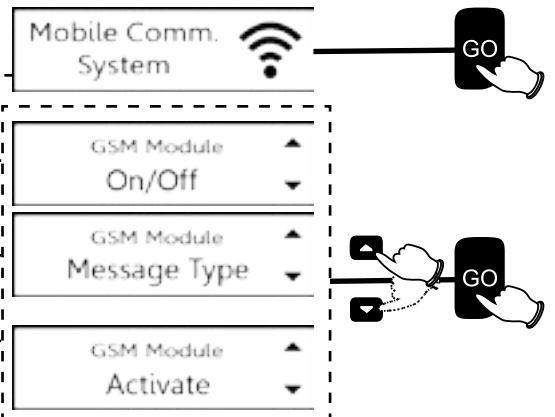 Mobile Comm.
System
GO
GSM Module
On/Off
GSM Module
Message Type
GO
GSM Module
Activate